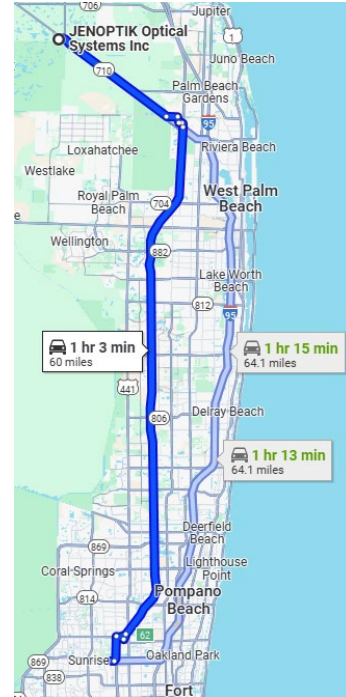 706
Jupiter
JENOPTIK Optical
Systems Inc
1
Juno Beach
710
Palm Beach
Gardens
95
Loxahatchee
Riviera Beach
Westlake
Royal Palm
Beach
704
West Palm
Beach
Wellington
882
Lake Worth
Beach
812
95
1 hr 3 min
60 miles
1 hr 15 min
64.1 miles
441
806
Delray Beach
1 hr 13 min
64.1 miles
Deerfield
Beach
869
Coral Springs
Lighthouse
Point
814
Pompano
Beach
62
869
Sunrise
Oakland Park
838
Fort